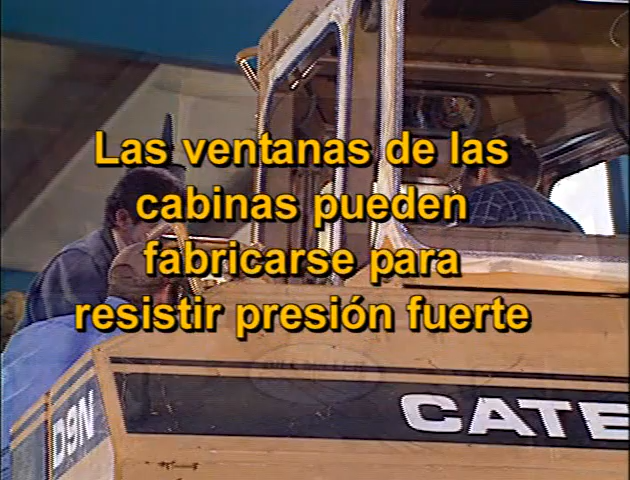 Las ventanas de las
cabinas pueden
fabricarse para
resistir presión fuerte
CATE
D9N